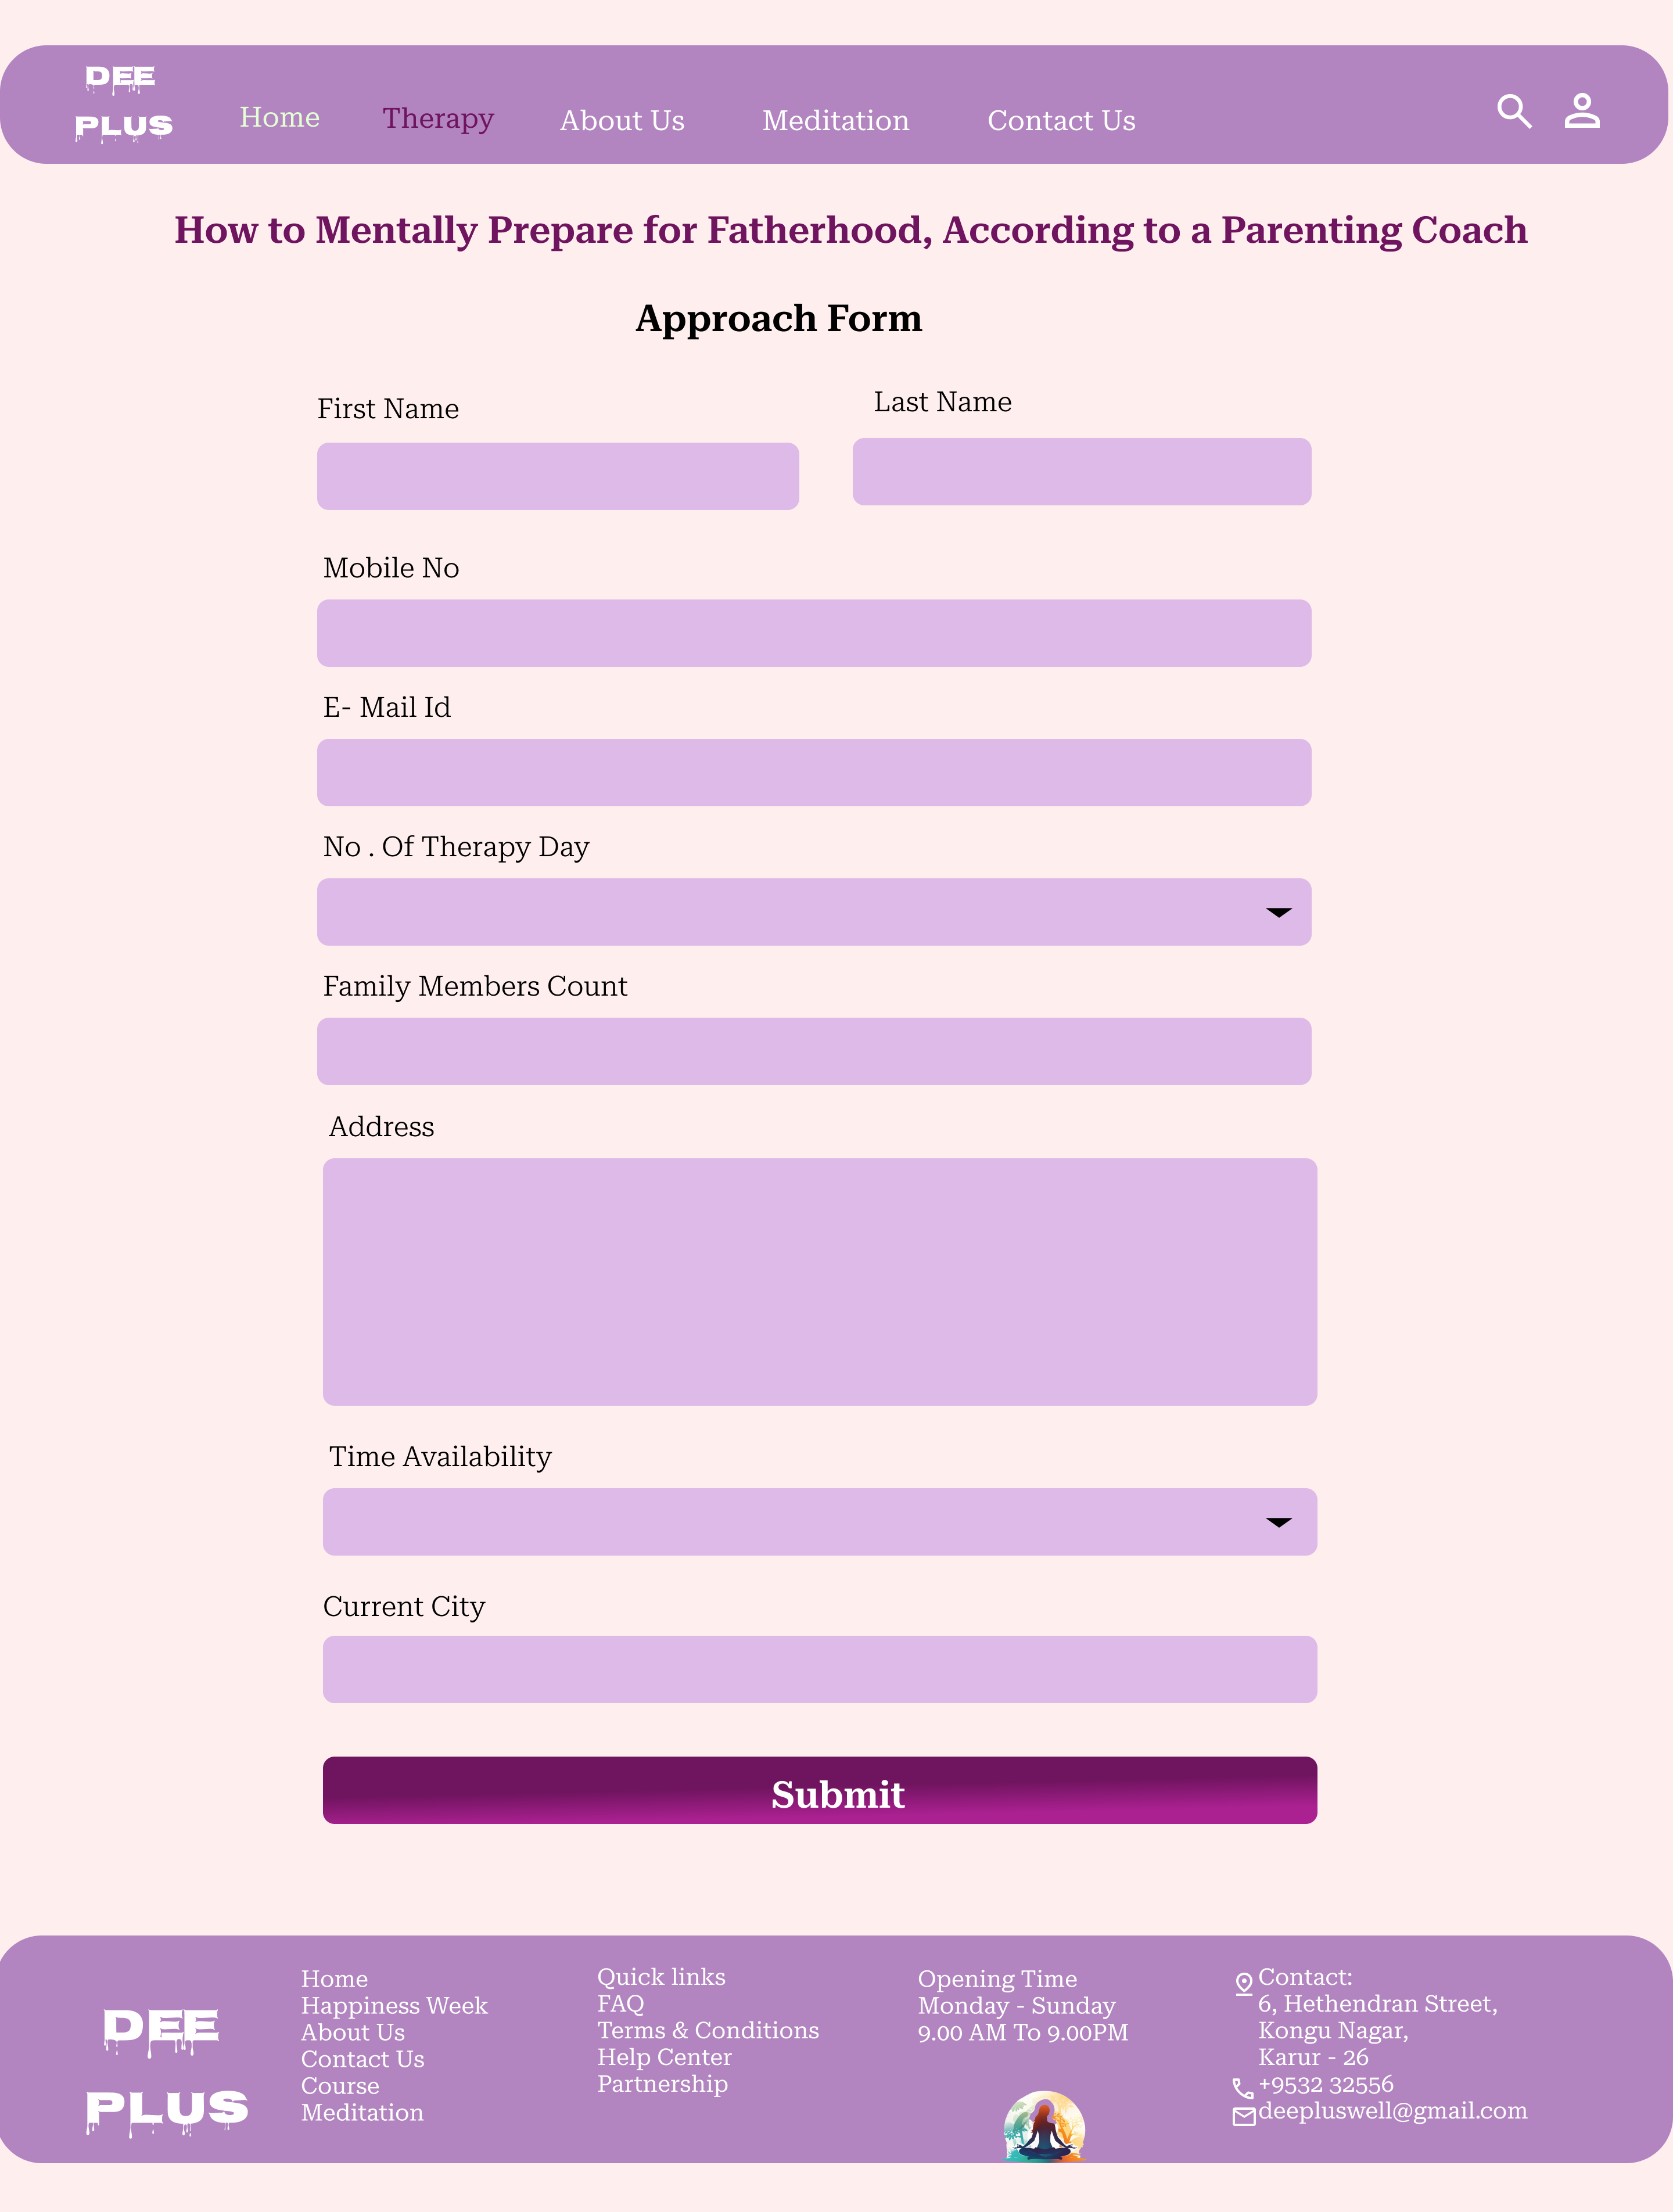 DEE
PLUS
Home
Therapy
About Us
Meditation
Contact Us
How to Mentally Prepare for Fatherhood, According to a Parenting Coach
Approach Form
First Name
Last Name
Mobile No
E- Mail Id
No . Of Therapy Day
Family Members Count
Address
Time Availability
Current City
Submit
DEE
PLUS
Home
Happiness Week
About Us
Contact Us
Course
Meditation
Quick links
FAQ
Terms & Conditions
Help Center
Partnership
Opening Time
Monday - Sunday
9.00 AM To 9.00PM
Contact:
6, Hethendran Street,
Kongu Nagar,
Karur - 26
+9532 32556
deepluswell@gmail.com